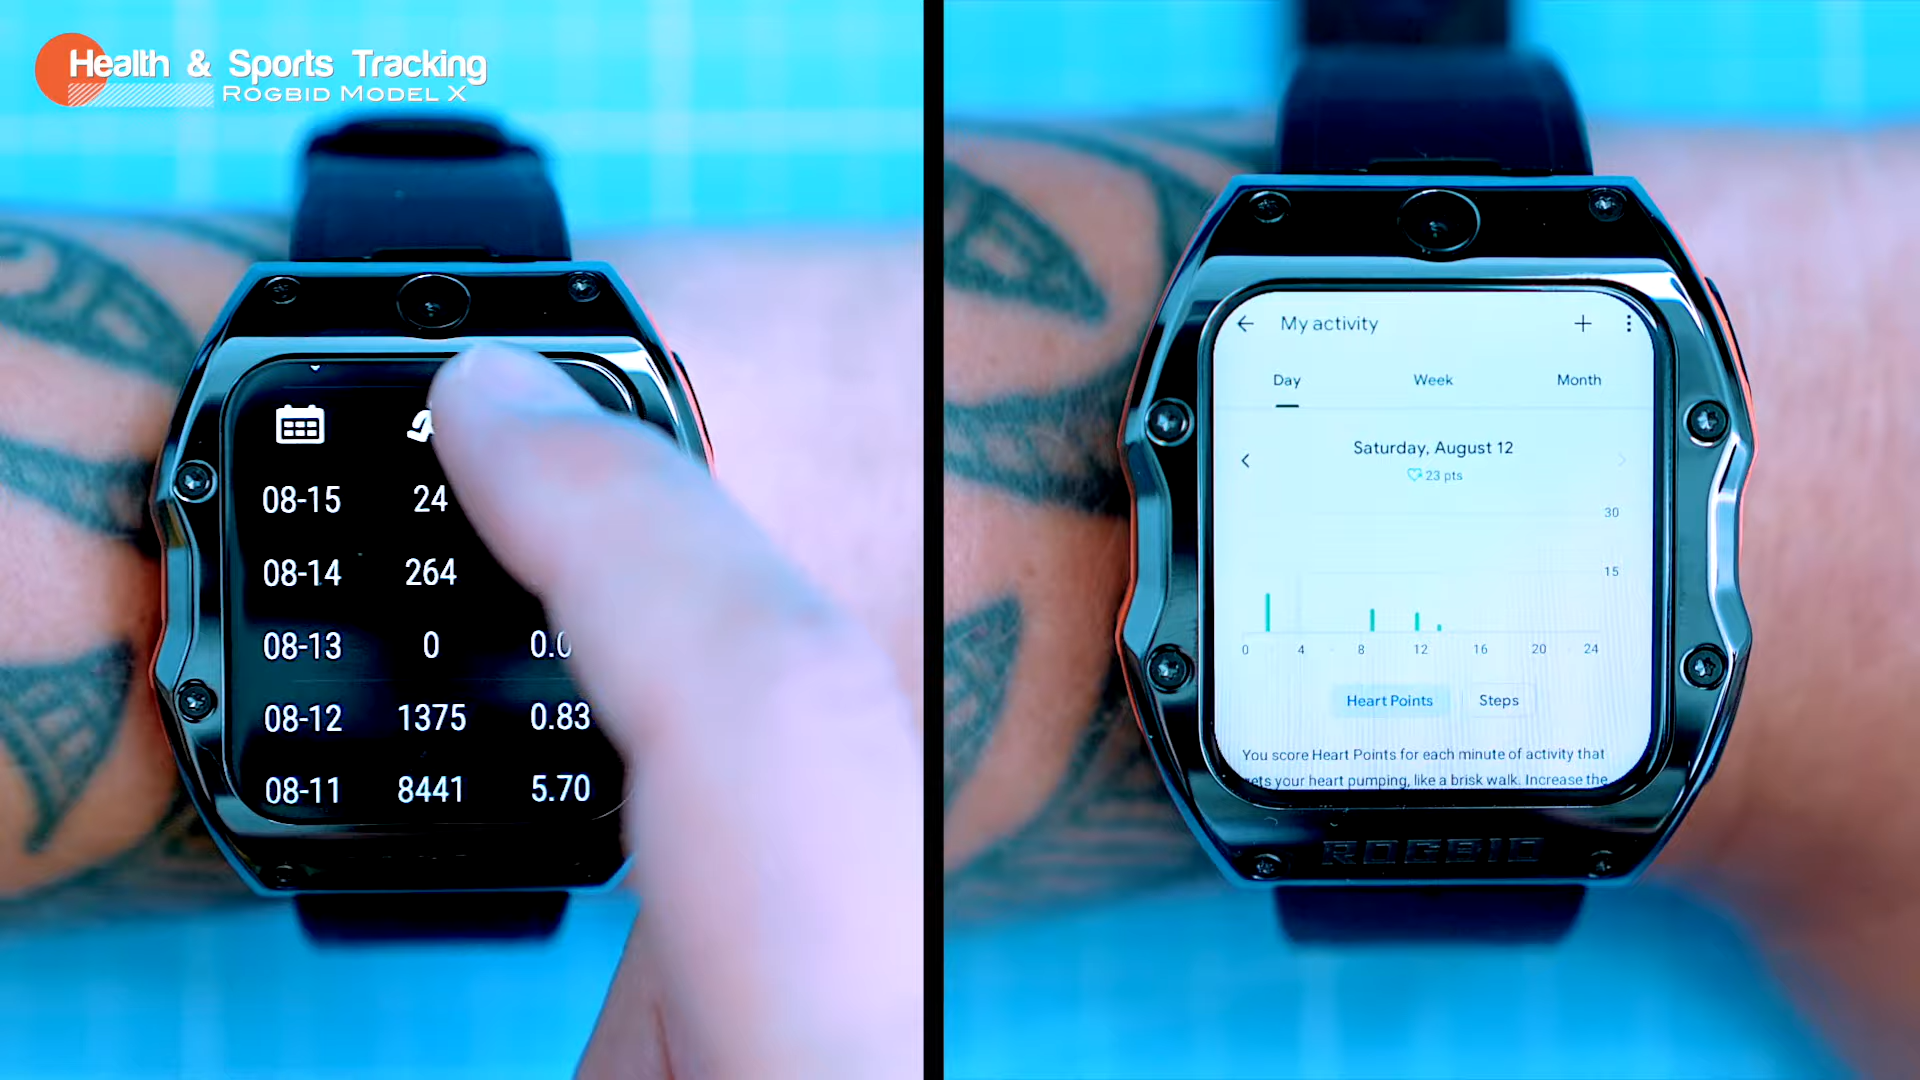 Health & Sports Tracking
ROGBID MODEL X
08-15 24
08-14 264
08-13 0
08-12 1375 0.83
08-11 8441 5.70
My activity
Day Week Month
Saturday, August 12
23 pts
30
15
0 4 8 12 16 20 24
Heart Points Steps
You score Heart Points for each minute of activity that
gets your heart pumping, like a brisk walk. Increase the
ROGBID